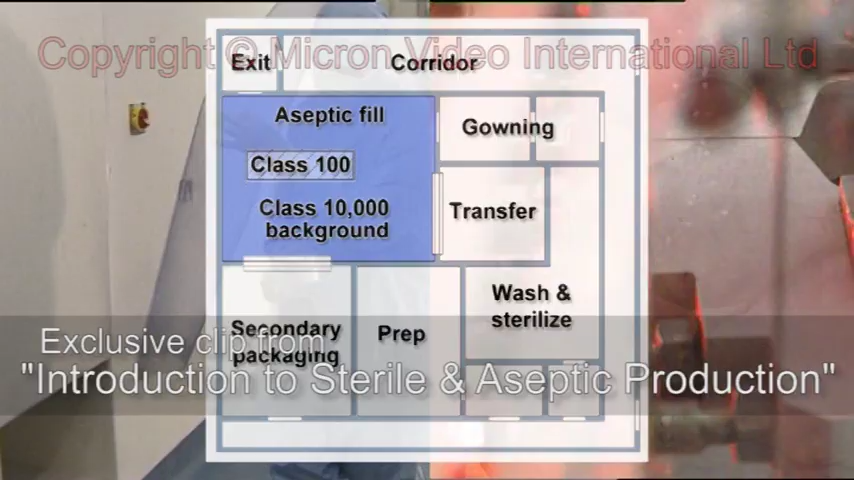 Copyright © Micron Video International Ltd
Exit
Corridor
Aseptic fill
Gowning
Class 100
Class 10,000
background
Transfer
Wash &
sterilize
Secondary
packaging
Prep
Exclusive clip from
"Introduction to Sterile & Aseptic Production"